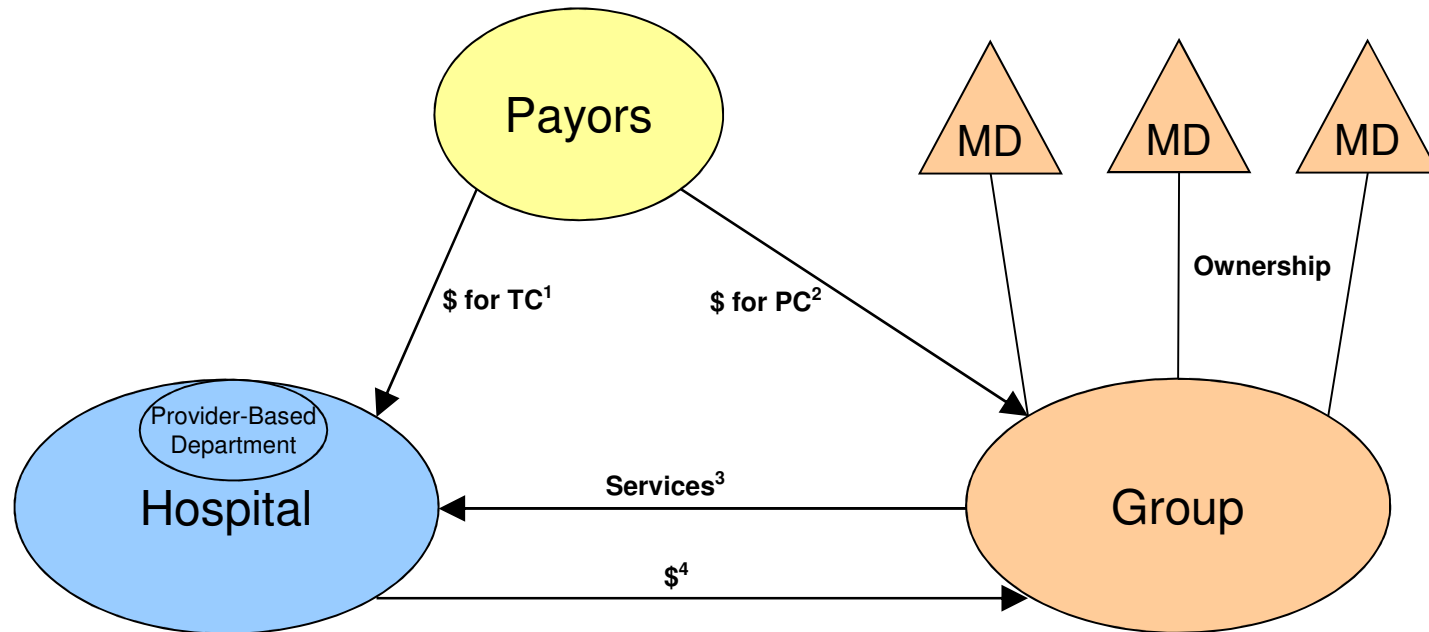 Payors
MD
MD
MD
Ownership
$ for TC¹
$ for PC²
Provider-Based
Department
Hospital
Services³
Group
$⁴